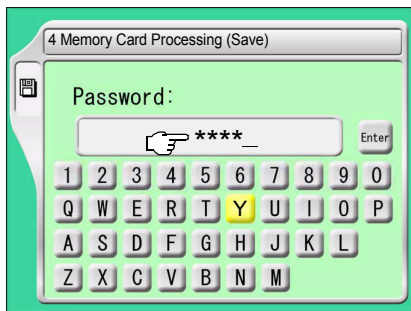 4 Memory Card Processing (Save)
Password:
****_
Enter
1 2 3 4 5 6 7 8 9 0
Q W E R T Y U I O P
A S D F G H J K L
Z X C V B N M